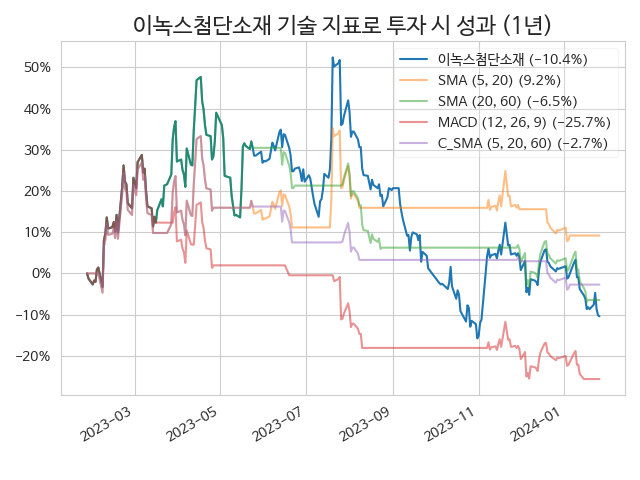 이녹스첨단소재 기술 지표로 투자 시 성과 (1년)
이녹스첨단소재 (−10.4%)
SMA (5, 20) (9.2%)
SMA (20, 60) (−6.5%)
MACD (12, 26, 9) (−25.7%)
C_SMA (5, 20, 60) (−2.7%)
50%
40%
30%
20%
10%
0%
−10%
−20%
2023−03
2023−05
2023−07
2023−09
2023−11
2024−01